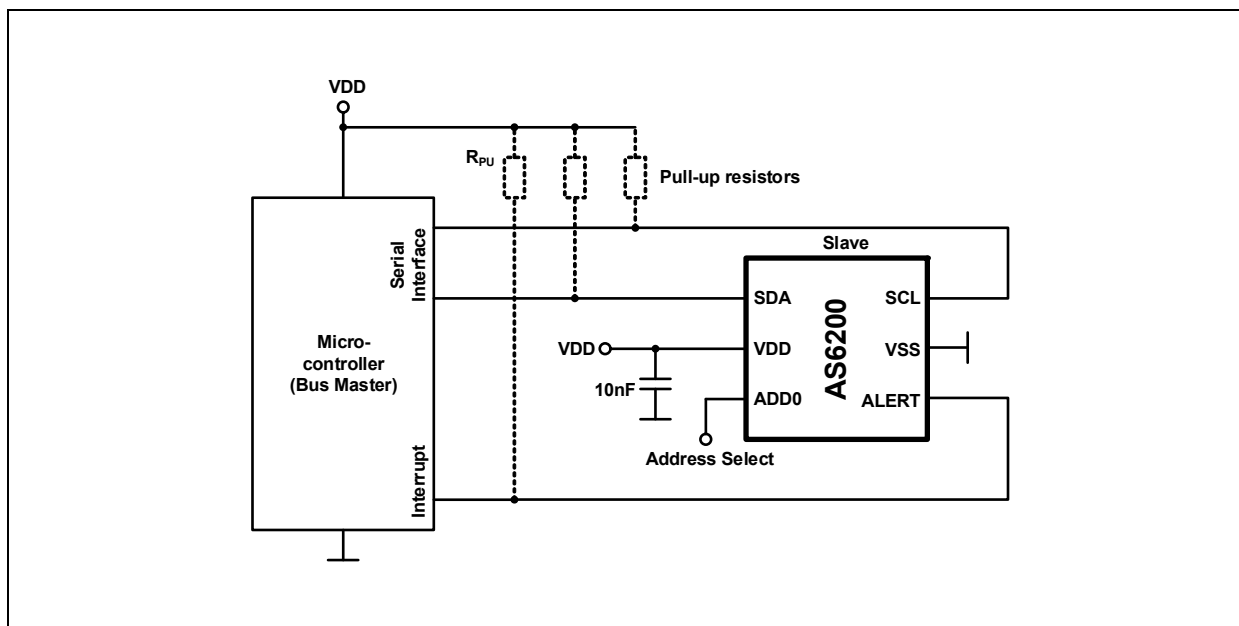 VDD
RPU
Pull-up resistors
Serial
Interface
Slave
SDA
SCL
Micro-
controller
(Bus Master)
VDD
VDD
AS6200
VSS
10nF
ADD0
ALERT
Address Select
Interrupt